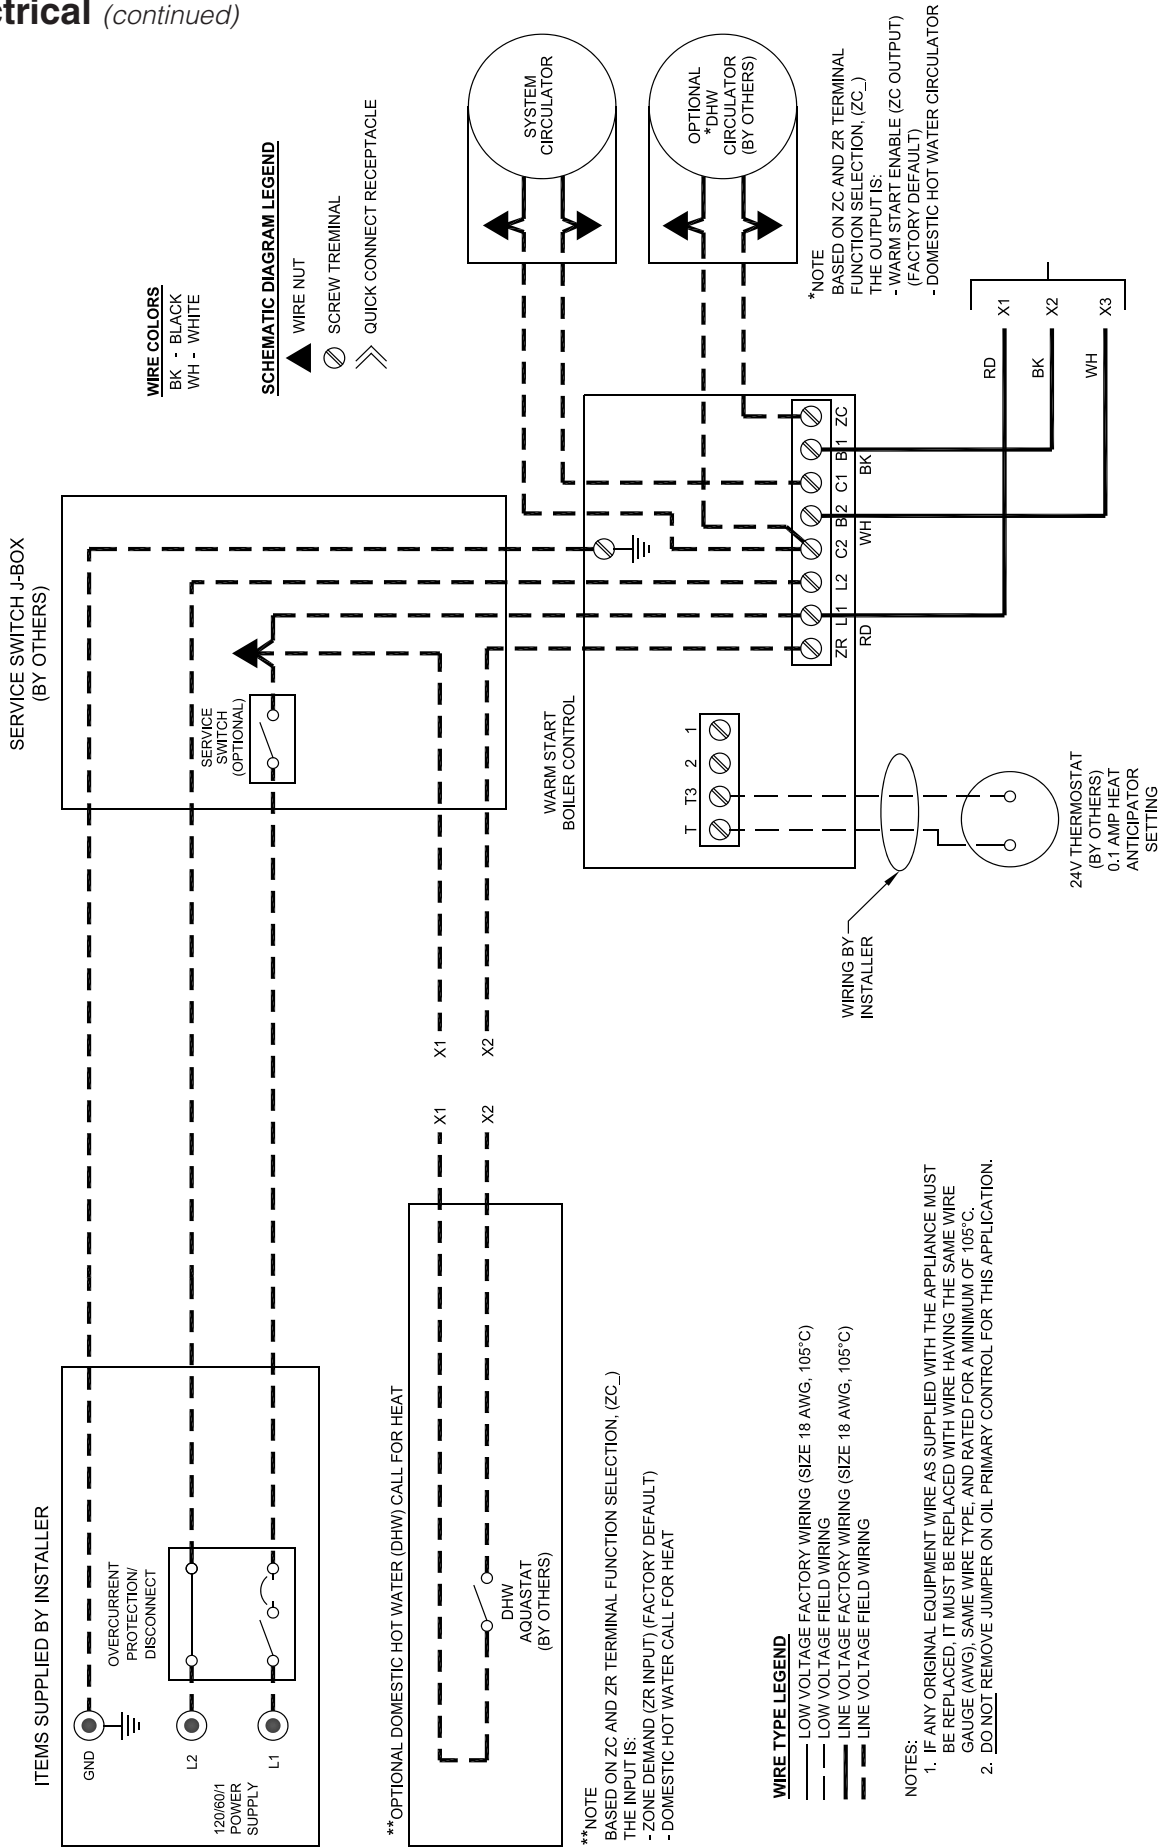 ctrical (continued)
ITEMS SUPPLIED BY INSTALLER
GND
L2
L1
120/60/1
POWER
SUPPLY
OVERCURRENT
PROTECTION/
DISCONNECT
SERVICE SWITCH J-BOX
(BY OTHERS)
SERVICE
SWITCH
(OPTIONAL)
WIRE COLORS
BK - BLACK
WH - WHITE
SCHEMATIC DIAGRAM LEGEND
WIRE NUT
SCREW TREMINAL
QUICK CONNECT RECEPTACLE
**OPTIONAL DOMESTIC HOT WATER (DHW) CALL FOR HEAT
DHW
AQUASTAT
(BY OTHERS)
X1
X2
X1
X2
**NOTE
BASED ON ZC AND ZR TERMINAL FUNCTION SELECTION, (ZC_)
THE INPUT IS:
- ZONE DEMAND (ZR INPUT) (FACTORY DEFAULT)
- DOMESTIC HOT WATER CALL FOR HEAT
SYSTEM
CIRCULATOR
OPTIONAL
*DHW
CIRCULATOR
(BY OTHERS)
*NOTE
BASED ON ZC AND ZR TERMINAL
FUNCTION SELECTION, (ZC_)
THE OUTPUT IS:
- WARM START ENABLE (ZC OUTPUT)
(FACTORY DEFAULT)
- DOMESTIC HOT WATER CIRCULATOR
WARM START
BOILER CONTROL
T T3 2 1
ZR L1 L2 C2 B2 C1 B1 ZC
RD
WH
BK
RD
BK
WH
X1
X2
X3
WIRING BY
INSTALLER
24V THERMOSTAT
(BY OTHERS)
0.1 AMP HEAT
ANTICIPATOR
SETTING
WIRE TYPE LEGEND
LOW VOLTAGE FACTORY WIRING (SIZE 18 AWG, 105°C)
LOW VOLTAGE FIELD WIRING
LINE VOLTAGE FACTORY WIRING (SIZE 18 AWG, 105°C)
LINE VOLTAGE FIELD WIRING
NOTES:
1. IF ANY ORIGINAL EQUIPMENT WIRE AS SUPPLIED WITH THE APPLIANCE MUST
BE REPLACED, IT MUST BE REPLACED WITH WIRE HAVING THE SAME WIRE
GAUGE (AWG), SAME WIRE TYPE, AND RATED FOR A MINIMUM OF 105°C.
2. DO NOT REMOVE JUMPER ON OIL PRIMARY CONTROL FOR THIS APPLICATION.